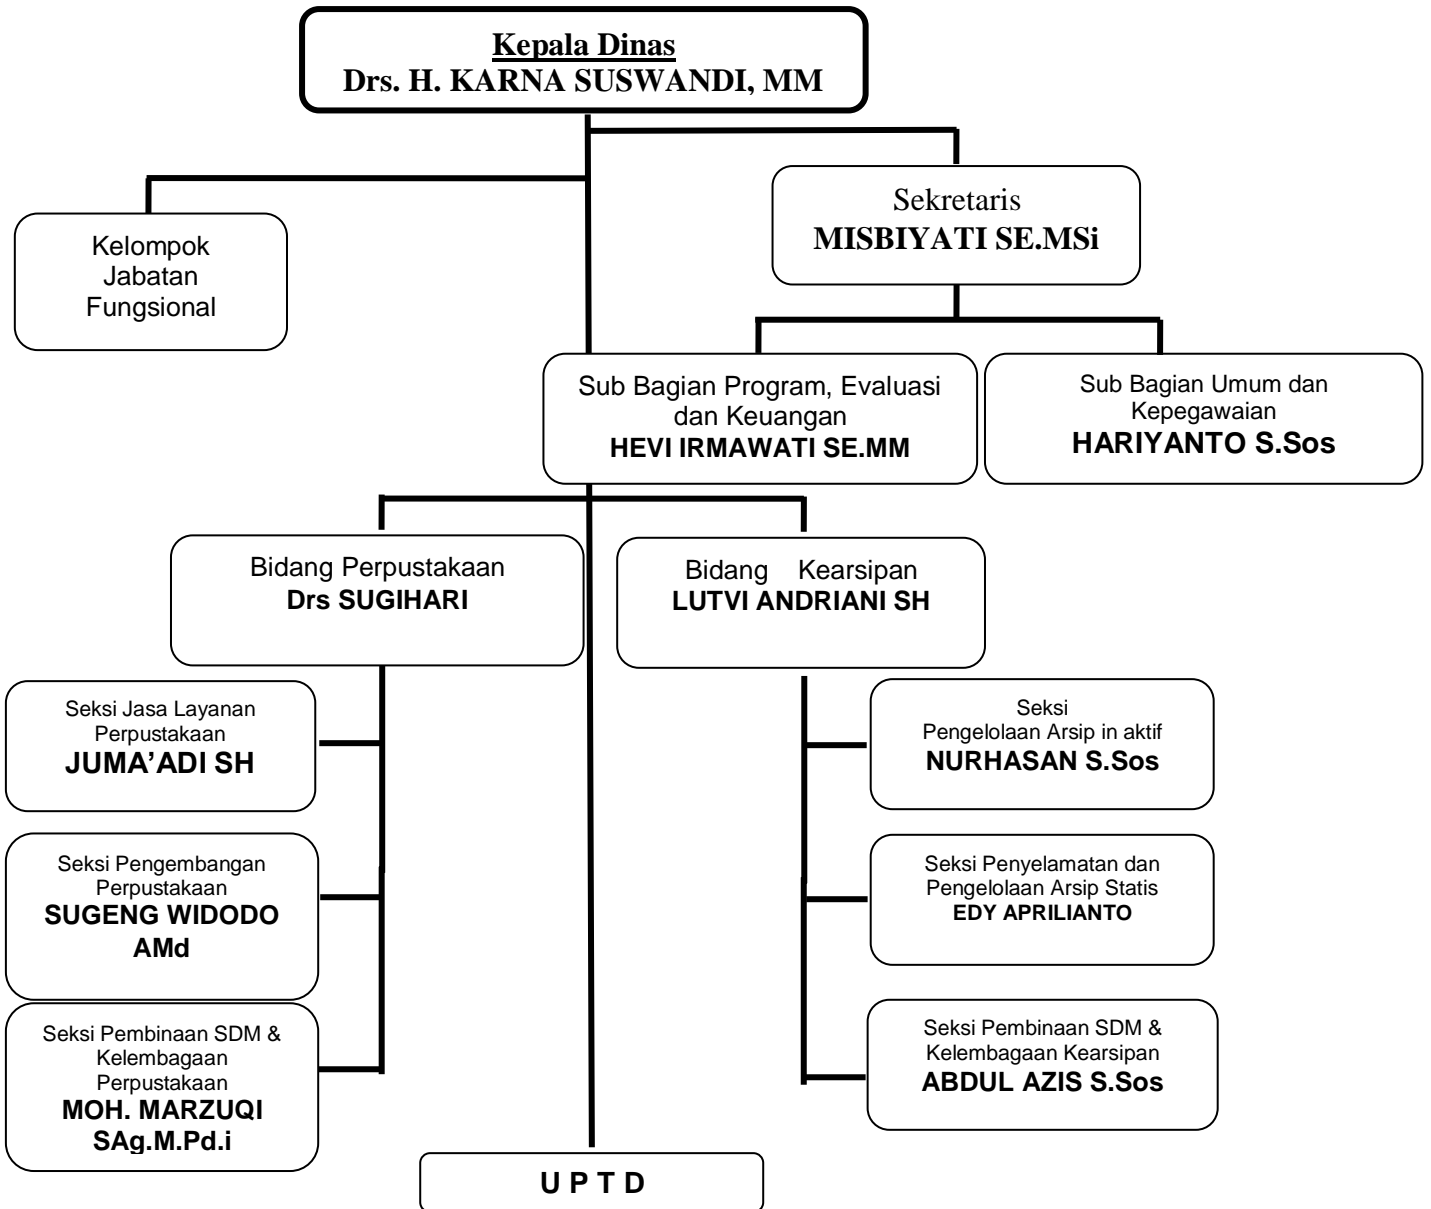 Kepala Dinas
Drs. H. KARNA SUSWANDI, MM
Sekretaris
MISBIYATI SE.MSi
Kelompok
Jabatan
Fungsional
Sub Bagian Program, Evaluasi
dan Keuangan
HEVI IRMAWATI SE.MM
Sub Bagian Umum dan
Kepegawaian
HARIYANTO S.Sos
Bidang Perpustakaan
Drs SUGIHARI
Bidang Kearsipan
LUTVI ANDRIANI SH
Seksi Jasa Layanan
Perpustakaan
JUMA’ADI SH
Seksi
Pengelolaan Arsip in aktif
NURHASAN S.Sos
Seksi Pengembangan
Perpustakaan
SUGENG WIDODO
AMd
Seksi Penyelamatan dan
Pengelolaan Arsip Statis
EDY APRILIANTO
Seksi Pembinaan SDM &
Kelembagaan
Perpustakaan
MOH. MARZUQI
SAg.M.Pd.i
Seksi Pembinaan SDM &
Kelembagaan Kearsipan
ABDUL AZIS S.Sos
U P T D